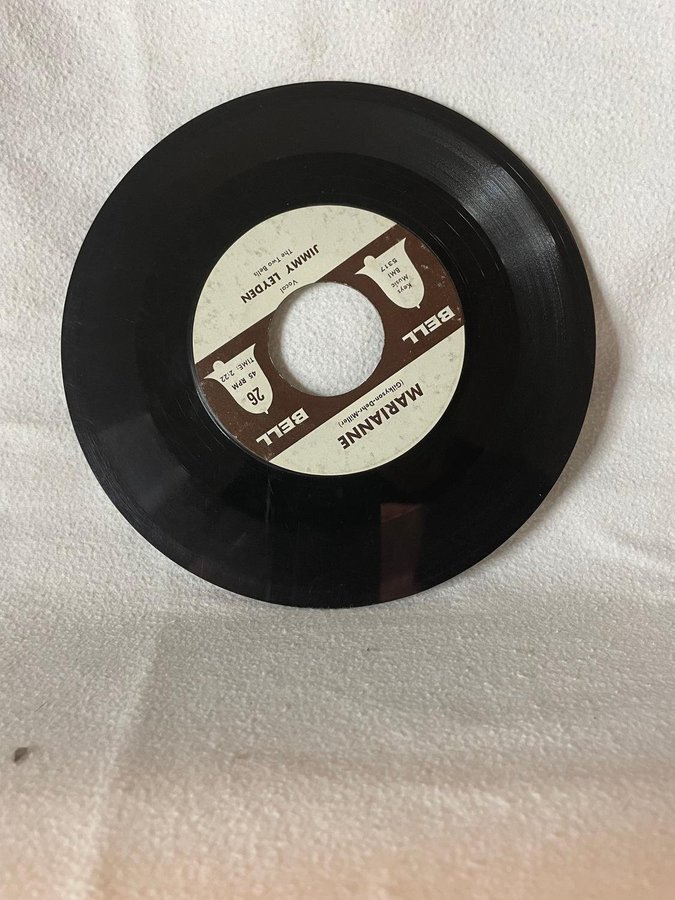 MARIANNE
(Gilkyson-Dehr-Miller)
BELL
BELL
26
45 RPM
TIME: 2:22
Keys
Music
BMI
5317
Vocal
JIMMY LEYDEN
The Two Bells